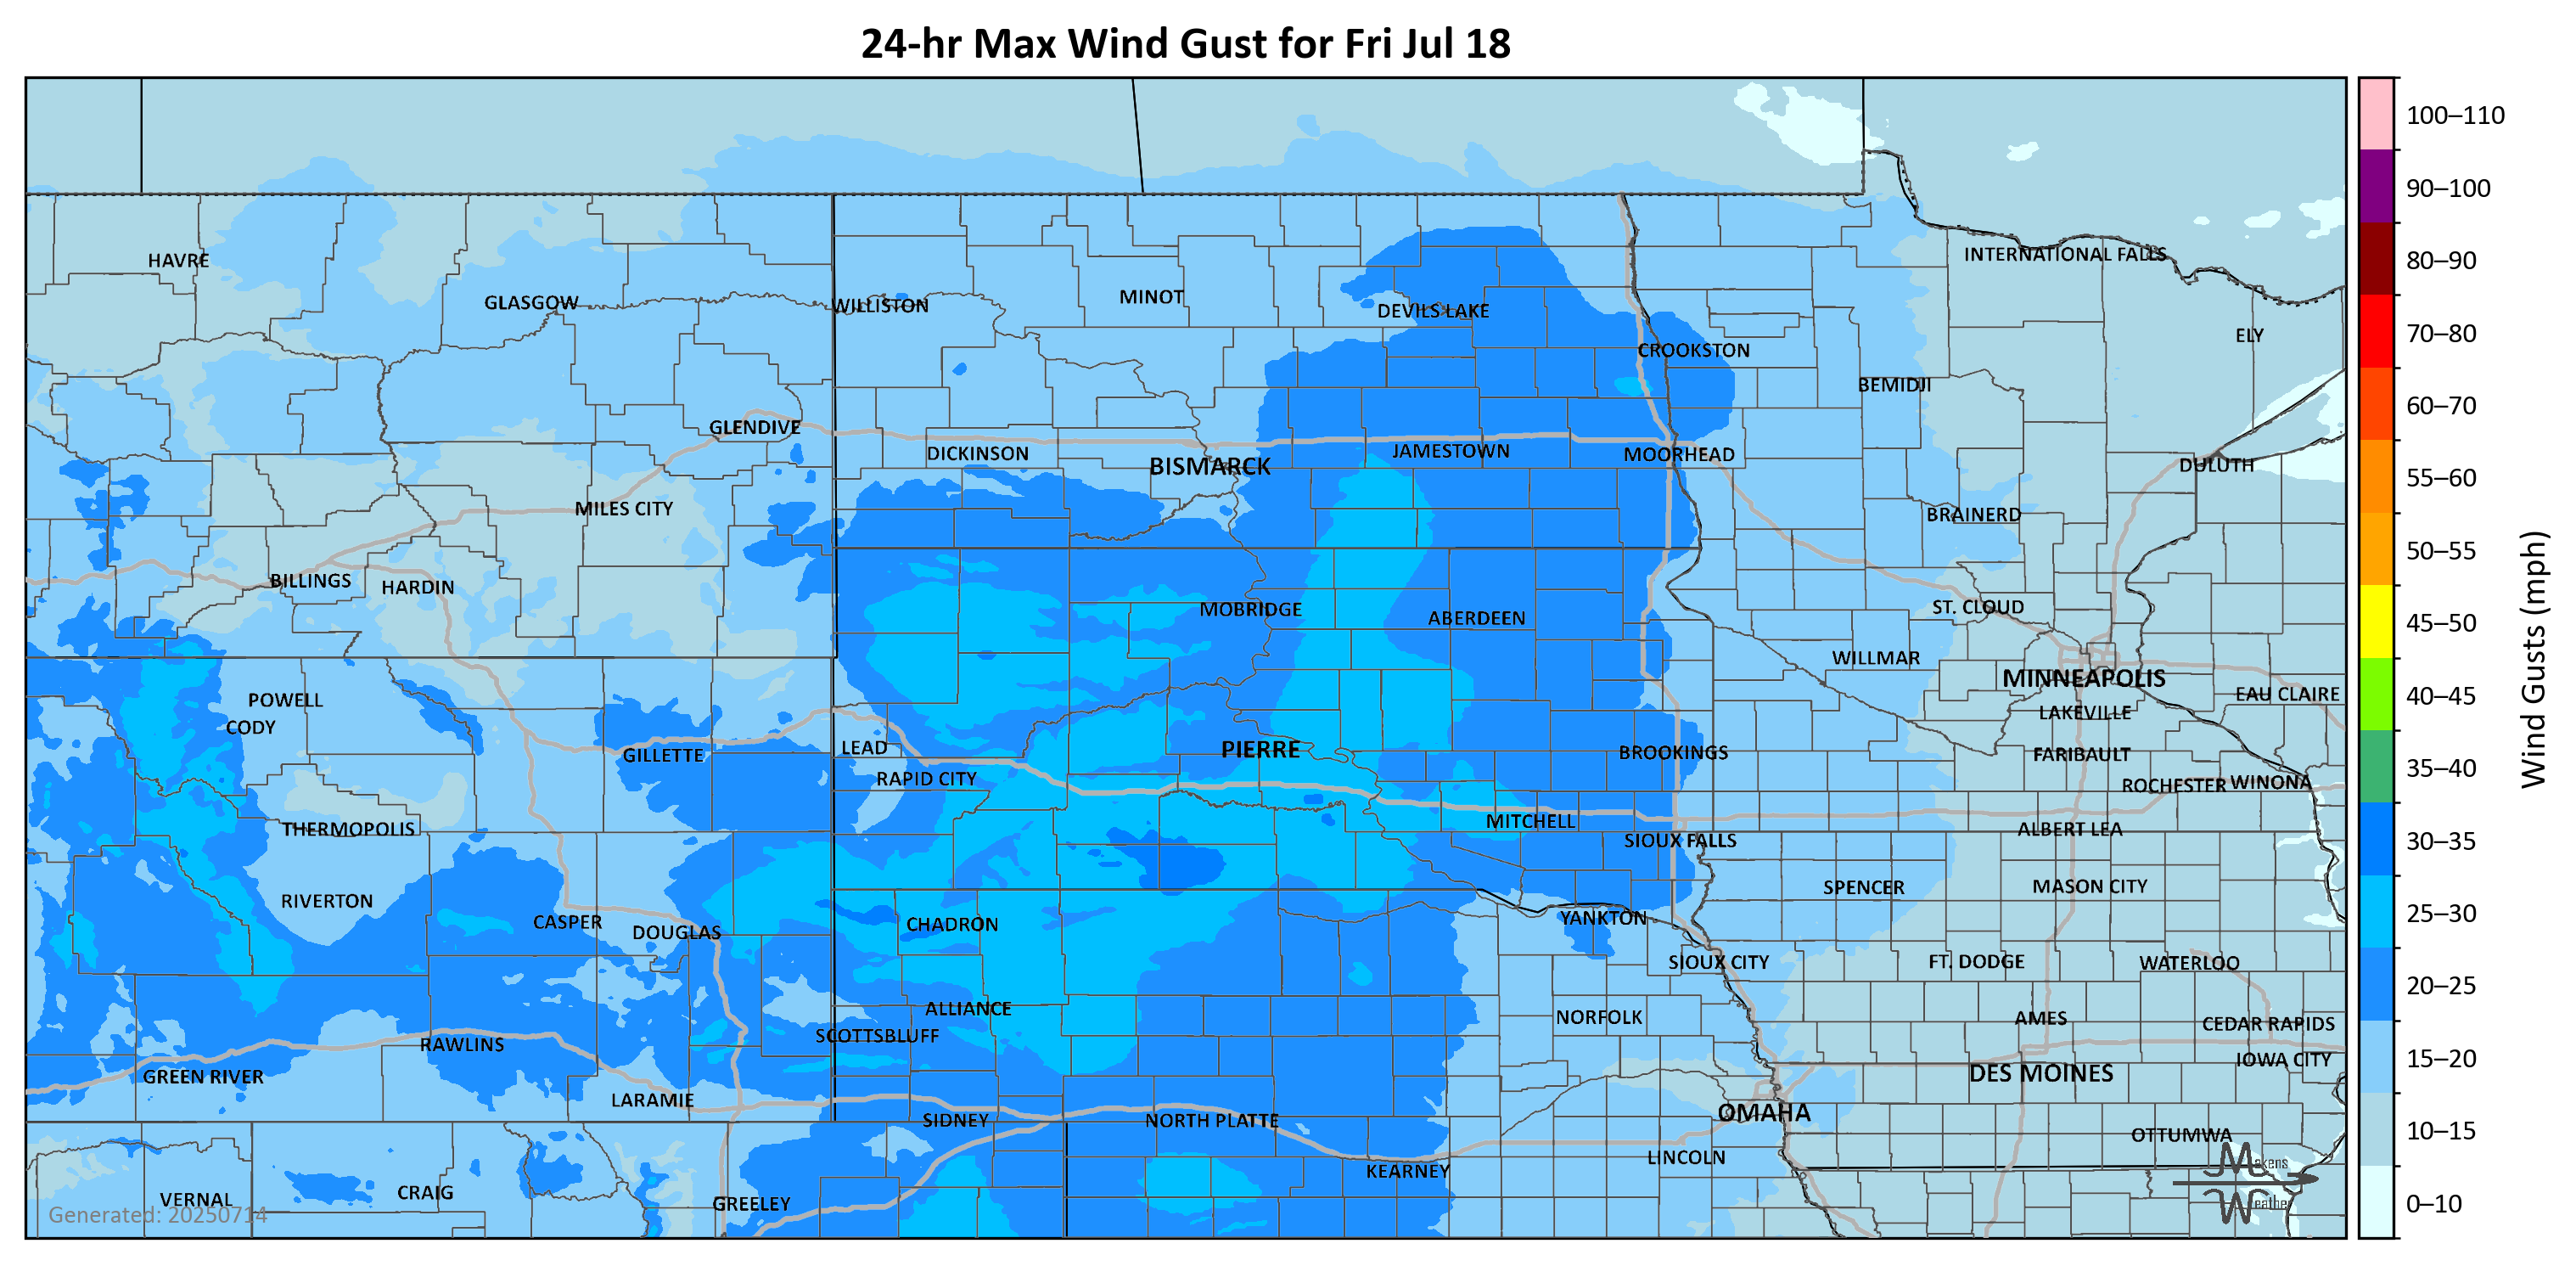 24-hr Max Wind Gust for Fri Jul 18
100–110
90–100
80–90
70–80
60–70
55–60
50–55
45–50
40–45
35–40
30–35
25–30
20–25
15–20
10–15
0–10
Wind Gusts (mph)
HAVRE
GLASGOW
WILLISTON
MINOT
DEVILS LAKE
INTERNATIONAL FALLS
ELY
CROOKSTON
BEMIDJI
GLENDIVE
DICKINSON
BISMARCK
JAMESTOWN
MOORHEAD
DULUTH
MILES CITY
BRAINERD
BILLINGS
HARDIN
MOBRIDGE
ABERDEEN
ST. CLOUD
WILLMAR
MINNEAPOLIS
EAU CLAIRE
POWELL
CODY
LAKEVILLE
GILLETTE
LEAD
PIERRE
BROOKINGS
FARIBAULT
RAPID CITY
ROCHESTER
WINONA
THERMOPOLIS
MITCHELL
ALBERT LEA
SIOUX FALLS
RIVERTON
SPENCER
MASON CITY
CASPER
DOUGLAS
CHADRON
YANKTON
SIOUX CITY
FT. DODGE
WATERLOO
ALLIANCE
NORFOLK
AMES
CEDAR RAPIDS
SCOTTSBLUFF
RAWLINS
IOWA CITY
GREEN RIVER
DES MOINES
LARAMIE
SIDNEY
NORTH PLATTE
OMAHA
OTTUMWA
KEARNEY
LINCOLN
VERNAL
CRAIG
GREELEY
Generated: 20250714
Makens
Weather